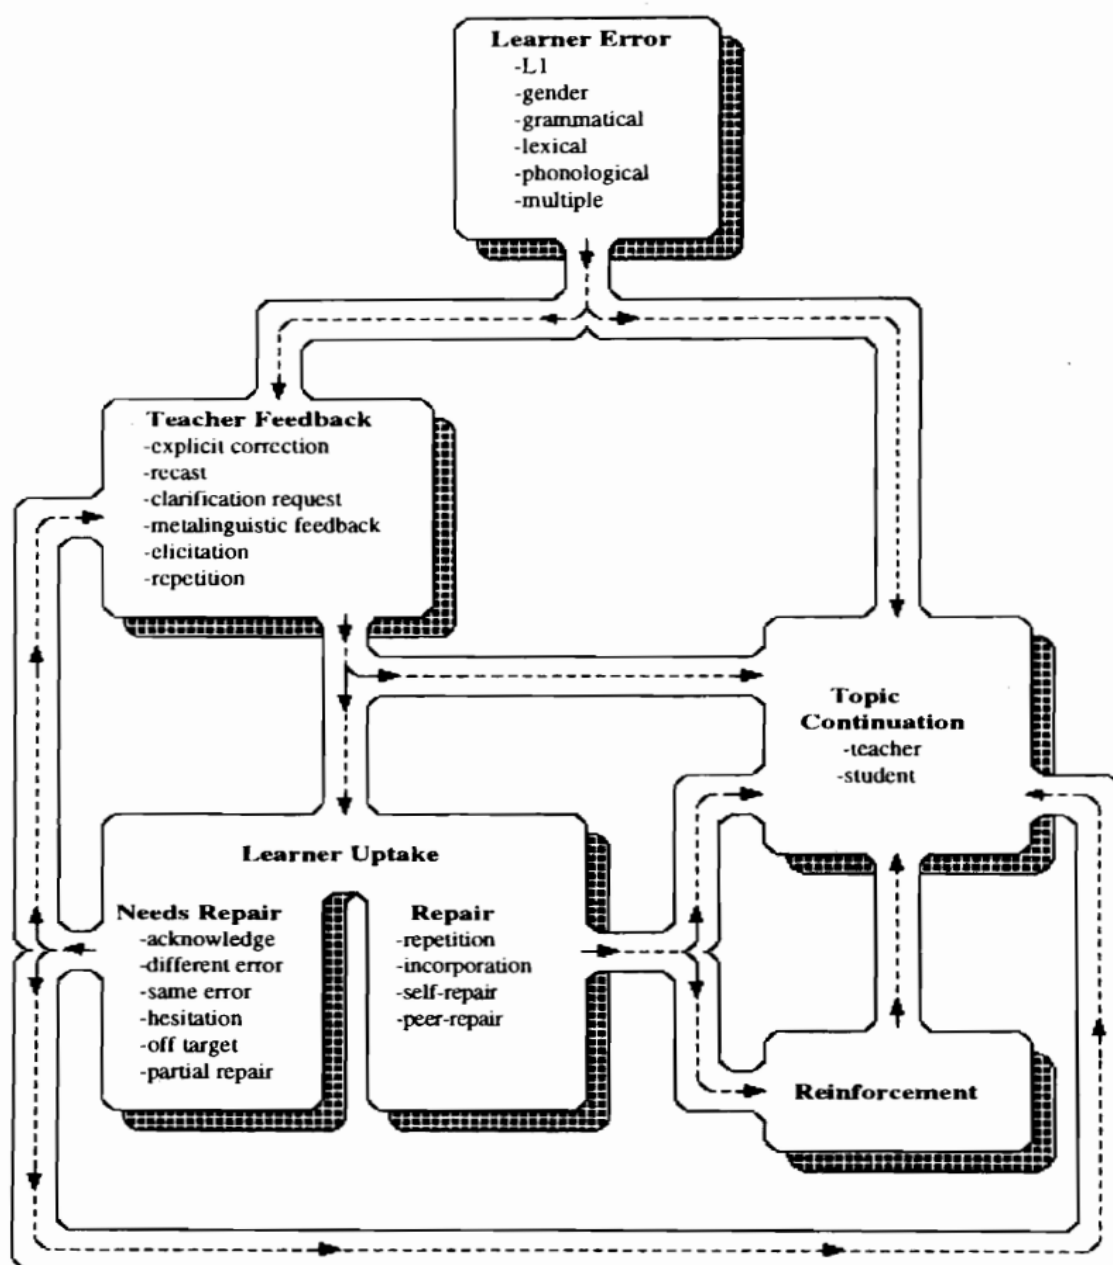 Learner Error
-L1
-gender
-grammatical
-lexical
-phonological
-multiple
Teacher Feedback
-explicit correction
-recast
-clarification request
-metalinguistic feedback
-elicitation
-repetition
Topic
Continuation
-teacher
-student
Learner Uptake
Needs Repair
-acknowledge
-different error
-same error
-hesitation
-off target
-partial repair
Repair
-repetition
-incorporation
-self-repair
-peer-repair
Reinforcement